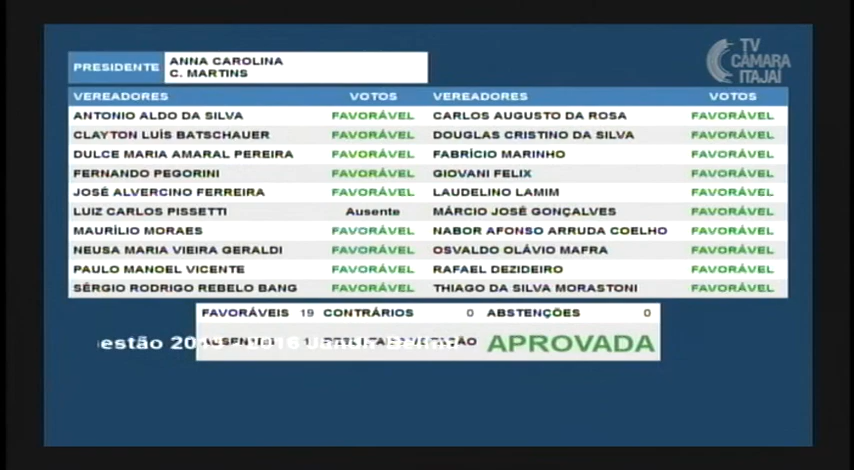 PRESIDENTE ANNA CAROLINA
C. MARTINS
TV
CÂMARA
ITAJAÍ
VEREADORES VOTOS VEREADORES VOTOS
ANTONIO ALDO DA SILVA FAVORÁVEL CARLOS AUGUSTO DA ROSA FAVORÁVEL
CLAYTON LUÍS BATSCHAUER FAVORÁVEL DOUGLAS CRISTINO DA SILVA FAVORÁVEL
DULCE MARIA AMARAL PEREIRA FAVORÁVEL FABRÍCIO MARINHO FAVORÁVEL
FERNANDO PEGORINI FAVORÁVEL GIOVANI FELIX FAVORÁVEL
JOSÉ ALVERCINO FERREIRA FAVORÁVEL LAUDELINO LAMIM FAVORÁVEL
LUIZ CARLOS PISSETTI Ausente MÁRCIO JOSÉ GONÇALVES FAVORÁVEL
MAURÍLIO MORAES FAVORÁVEL NABOR AFONSO ARRUDA COELHO FAVORÁVEL
NEUSA MARIA VIEIRA GERALDI FAVORÁVEL OSVALDO OLÁVIO MAFRA FAVORÁVEL
PAULO MANOEL VICENTE FAVORÁVEL RAFAEL DEZIDEIRO FAVORÁVEL
SÉRGIO RODRIGO REBELO BANG FAVORÁVEL THIAGO DA SILVA MORASTONI FAVORÁVEL
FAVORÁVEIS 19 CONTRÁRIOS 0 ABSTENÇÕES 0
estão APROVADA